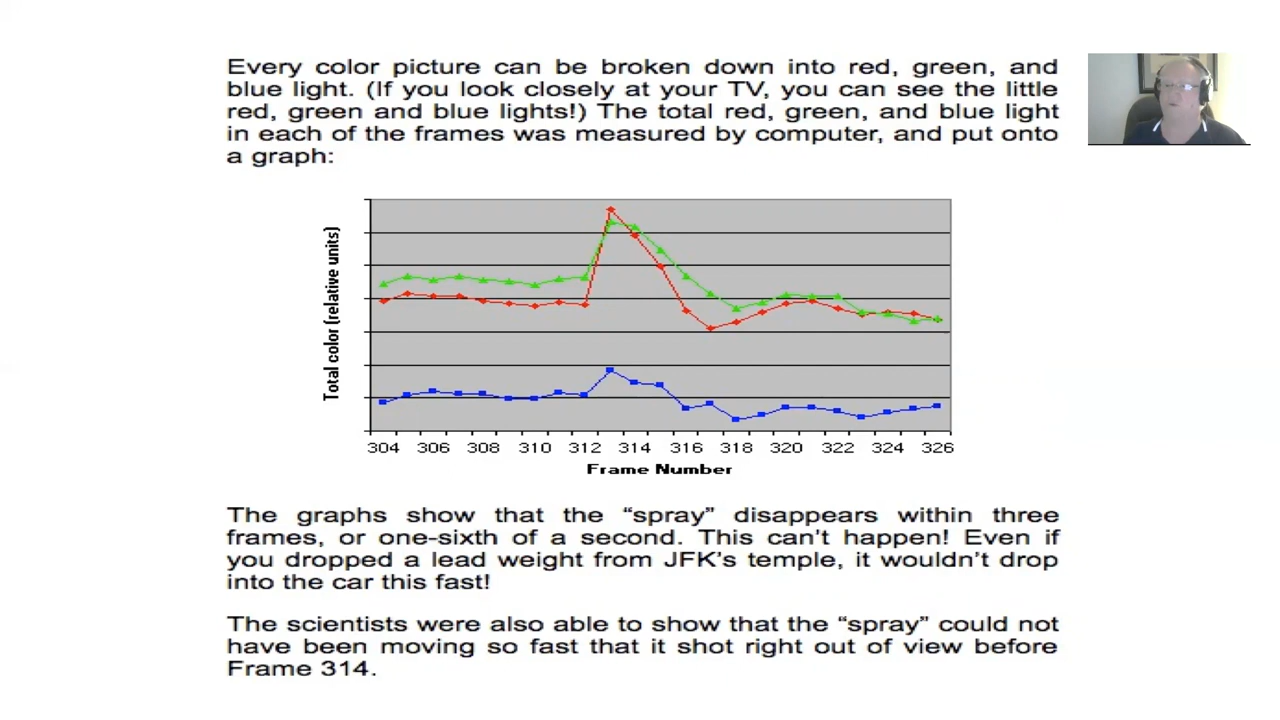 Every color picture can be broken down into red, green, and
blue light. (If you look closely at your TV, you can see the little
red, green and blue lights!) The total red, green, and blue light
in each of the frames was measured by computer, and put onto
a graph:
Total color (relative units)
304 306 308 310 312 314 316 318 320 322 324 326
Frame Number
The graphs show that the “spray” disappears within three
frames, or one-sixth of a second. This can't happen! Even if
you dropped a lead weight from JFK’s temple, it wouldn’t drop
into the car this fast!
The scientists were also able to show that the “spray” could not
have been moving so fast that it shot right out of view before
Frame 314.